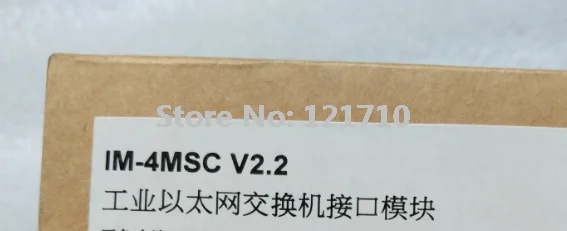 Store No: 121710
IM-4MSC V2.2
工业以太网交换机接口模块